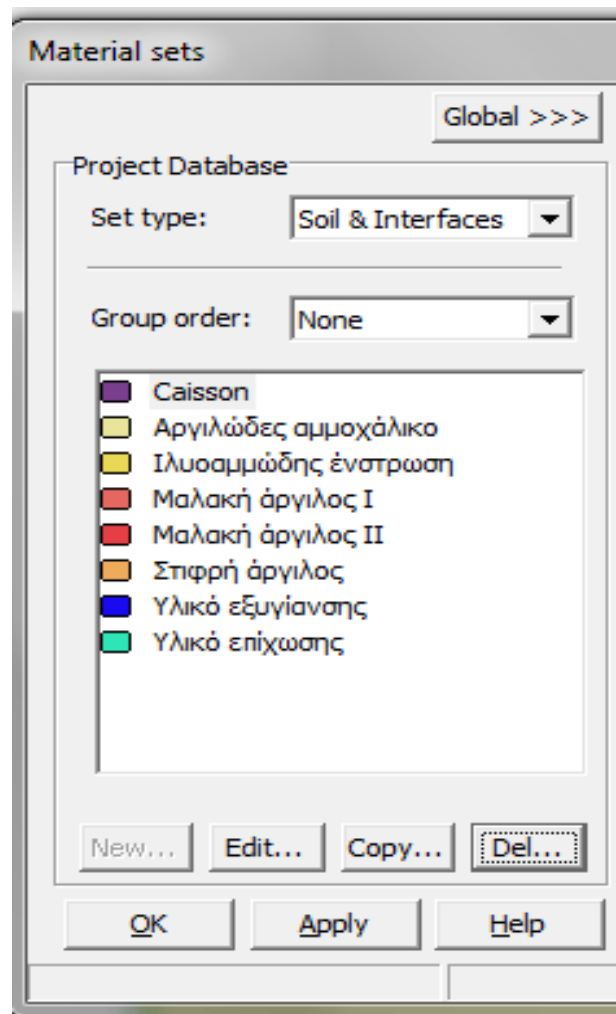 Material sets
Global >>>
Project Database
Set type: Soil & Interfaces
Group order: None
Caisson
Αργιλώδες αμμοχάλικο
Ιλυοαμμώδης ένστρωση
Μαλακή άργιλος I
Μαλακή άργιλος II
Στιφρή άργιλος
Υλικό εξυγίανσης
Υλικό επίχωσης
New... Edit... Copy... Del...
OK Apply Help